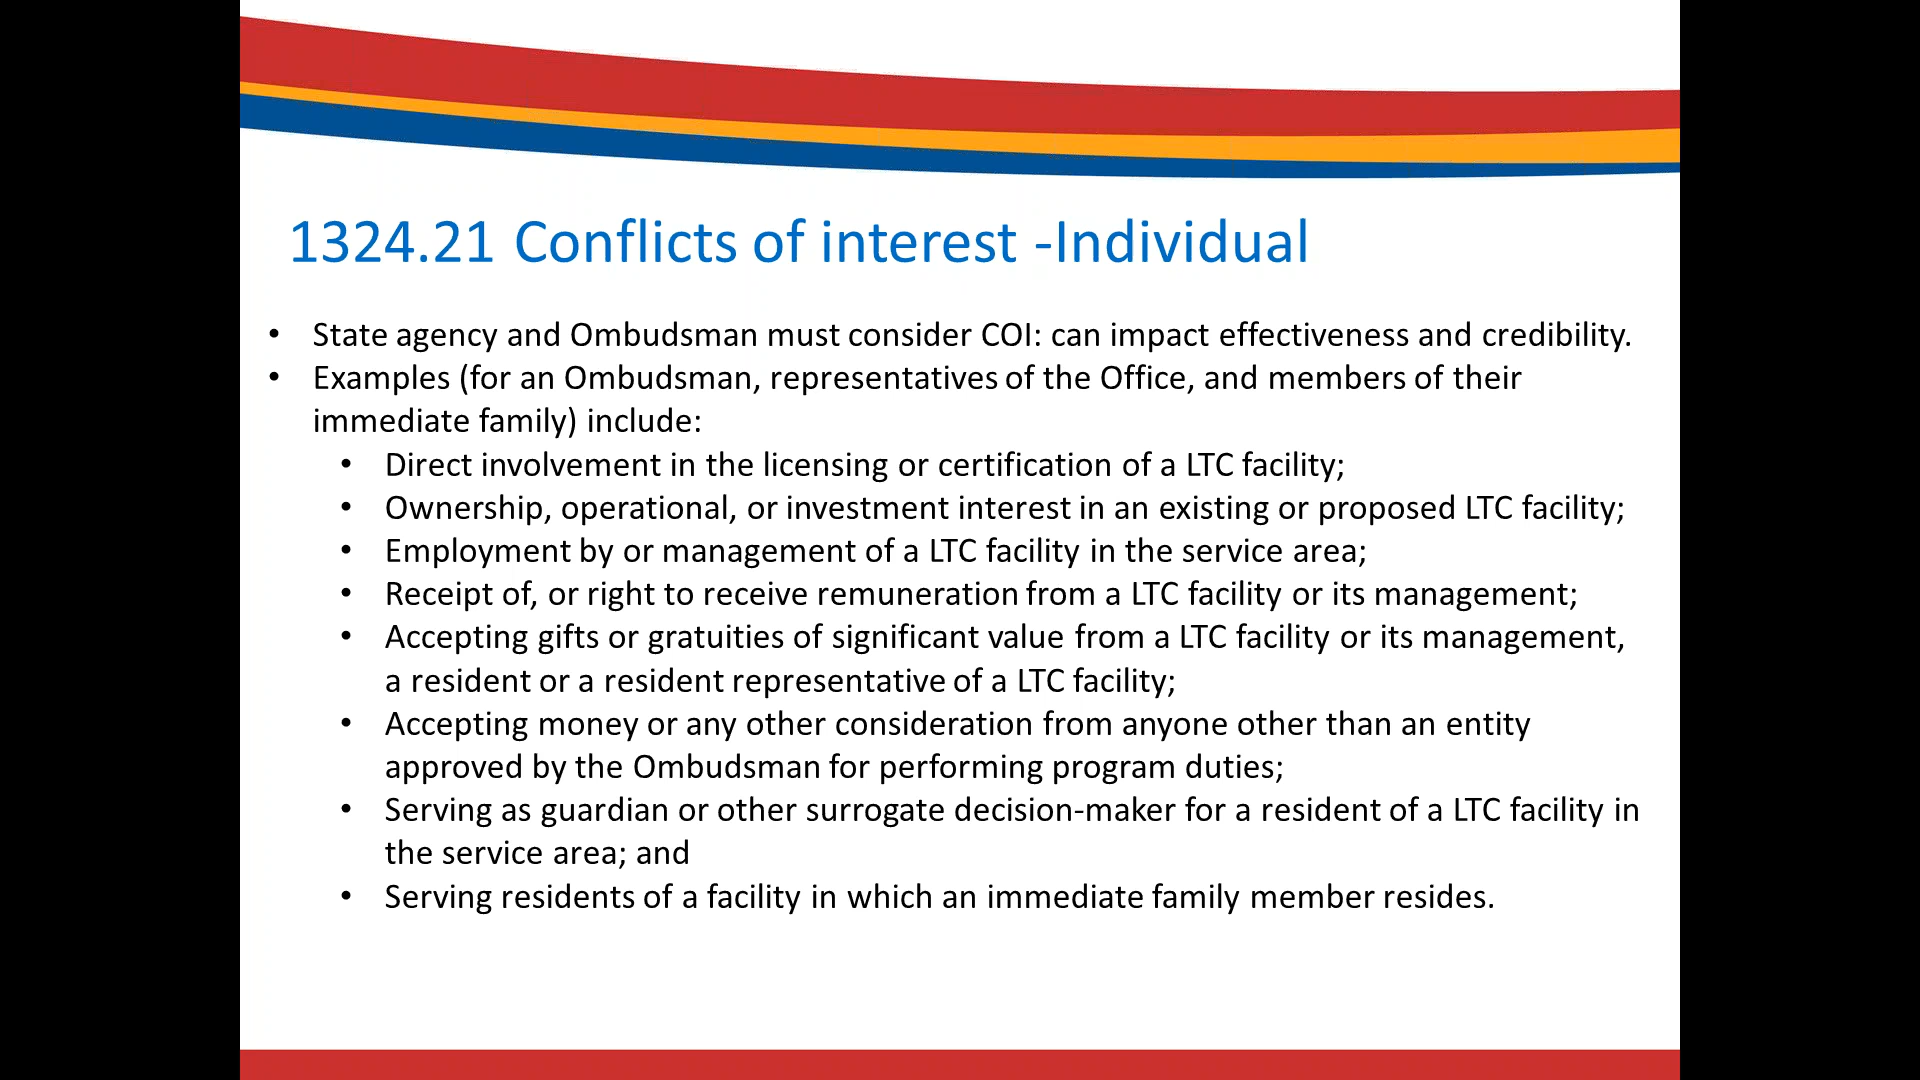 1324.21 Conflicts of interest -Individual
• State agency and Ombudsman must consider COI: can impact effectiveness and credibility.
• Examples (for an Ombudsman, representatives of the Office, and members of their
immediate family) include:
• Direct involvement in the licensing or certification of a LTC facility;
• Ownership, operational, or investment interest in an existing or proposed LTC facility;
• Employment by or management of a LTC facility in the service area;
• Receipt of, or right to receive remuneration from a LTC facility or its management;
• Accepting gifts or gratuities of significant value from a LTC facility or its management,
a resident or a resident representative of a LTC facility;
• Accepting money or any other consideration from anyone other than an entity
approved by the Ombudsman for performing program duties;
• Serving as guardian or other surrogate decision-maker for a resident of a LTC facility in
the service area; and
• Serving residents of a facility in which an immediate family member resides.